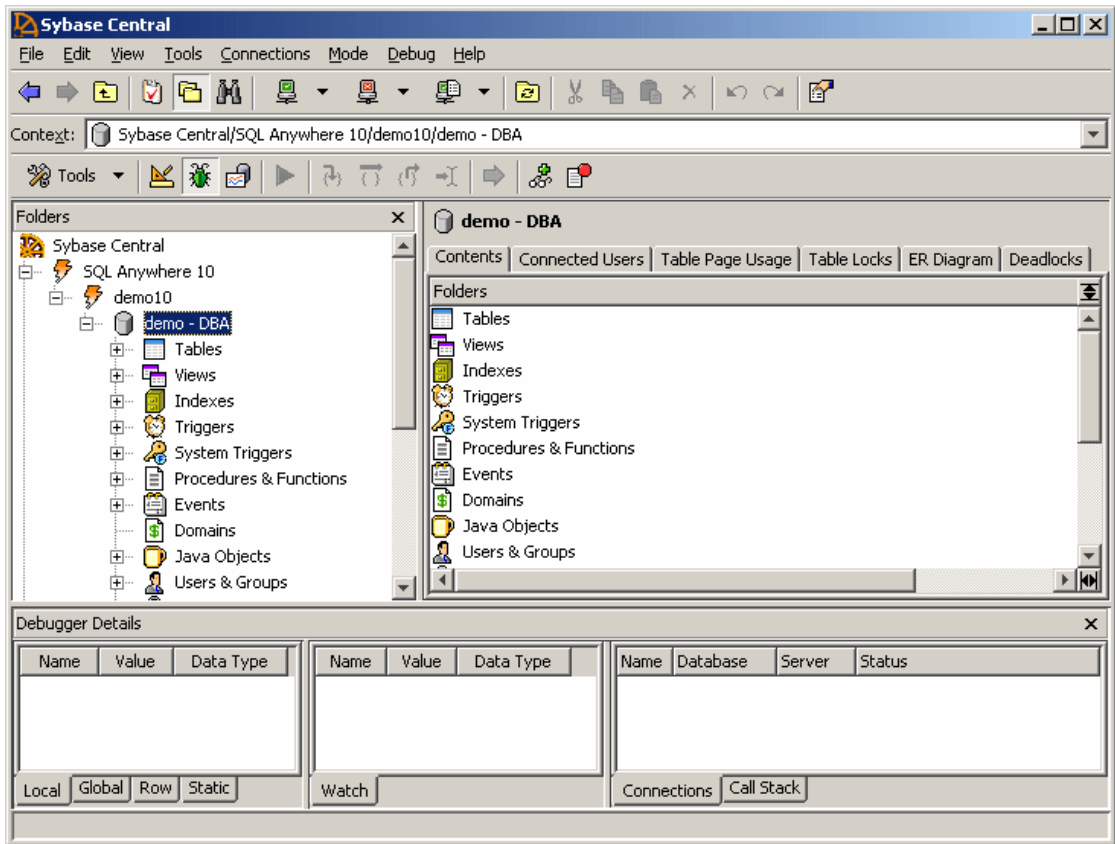 Sybase Central
File Edit View Tools Connections Mode Debug Help
Context: Sybase Central/SQL Anywhere 10/demo10/demo - DBA
Tools
Folders
Sybase Central
SQL Anywhere 10
demo10
demo - DBA
Tables
Views
Indexes
Triggers
System Triggers
Procedures & Functions
Events
Domains
Java Objects
Users & Groups
demo - DBA
Contents Connected Users Table Page Usage Table Locks ER Diagram Deadlocks
Folders
Tables
Views
Indexes
Triggers
System Triggers
Procedures & Functions
Events
Domains
Java Objects
Users & Groups
Debugger Details
Name Value Data Type
Local Global Row Static
Name Value Data Type
Watch
Name Database Server Status
Connections Call Stack